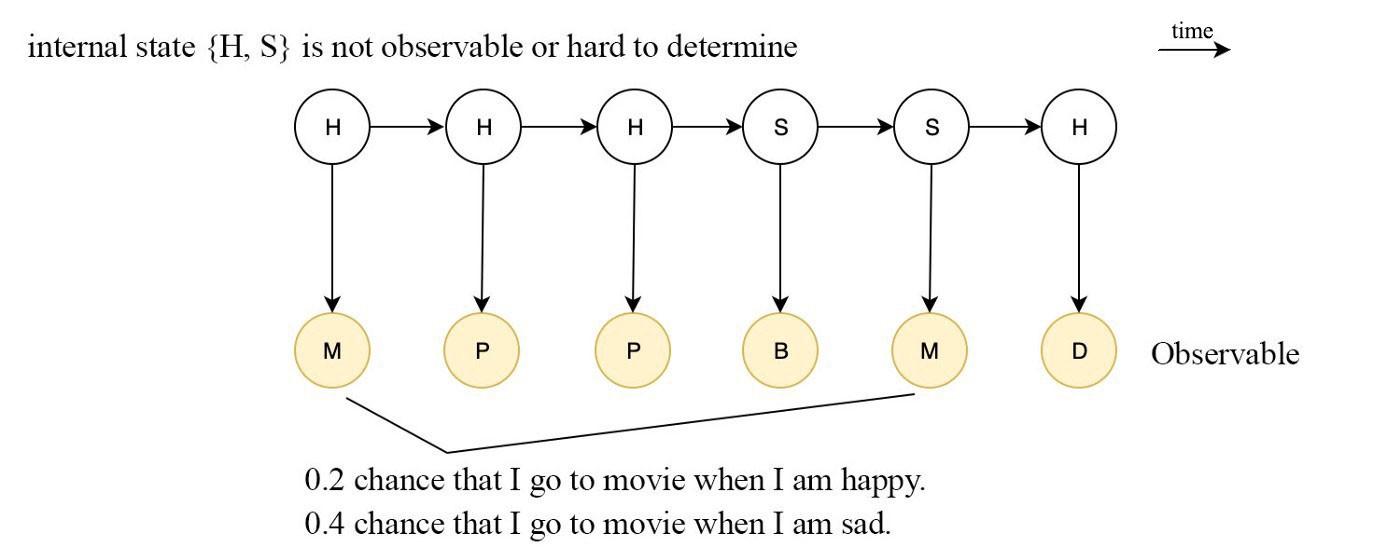 internal state {H, S} is not observable or hard to determine
time
H H H S S H
M P P B M D Observable
0.2 chance that I go to movie when I am happy.
0.4 chance that I go to movie when I am sad.